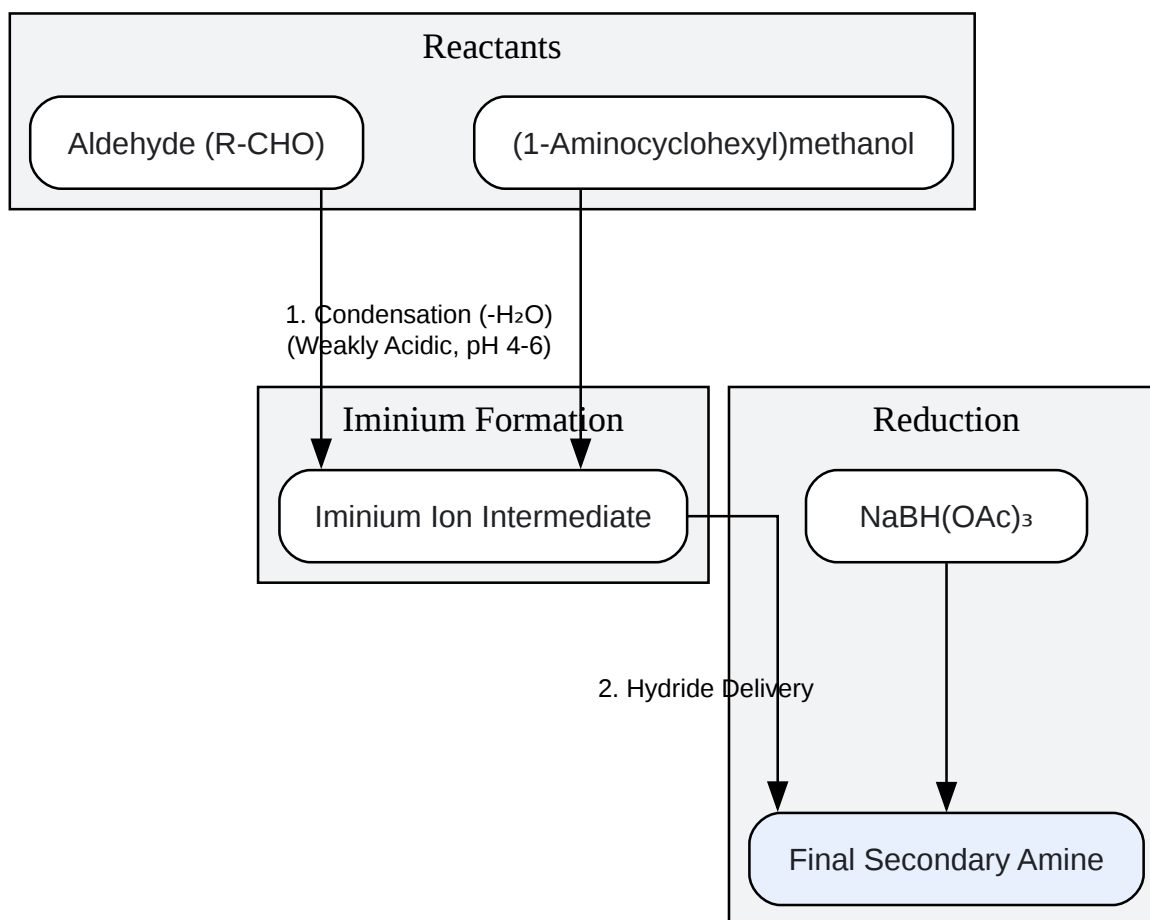 Reactants
Aldehyde (R-CHO)
(1-Aminocyclohexyl)methanol
1. Condensation (-H₂O)
(Weakly Acidic, pH 4-6)
Iminium Formation
Reduction
Iminium Ion Intermediate
NaBH(OAc)₃
2. Hydride Delivery
Final Secondary Amine